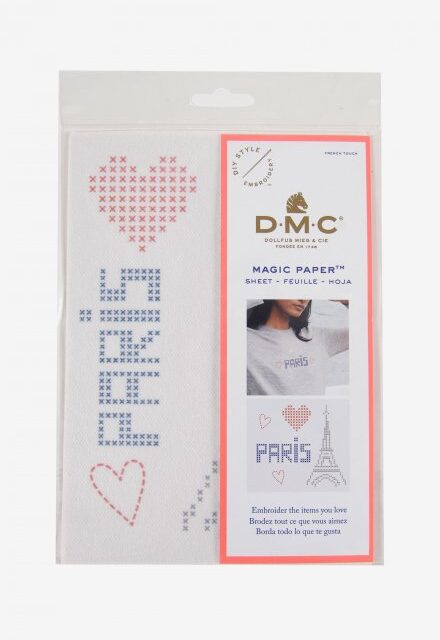 PARIS
DIY STYLE
EMBROIDERY
FRENCH TOUCH
D·M·C®
DOLLFUS MIEG & CIE
FONDÉE EN 1746
MAGIC PAPER™
SHEET - FEUILLE - HOJA
PARIS
PARIS
Embroider the items you love
Brodez tout ce que vous aimez
Borda todo lo que te gusta